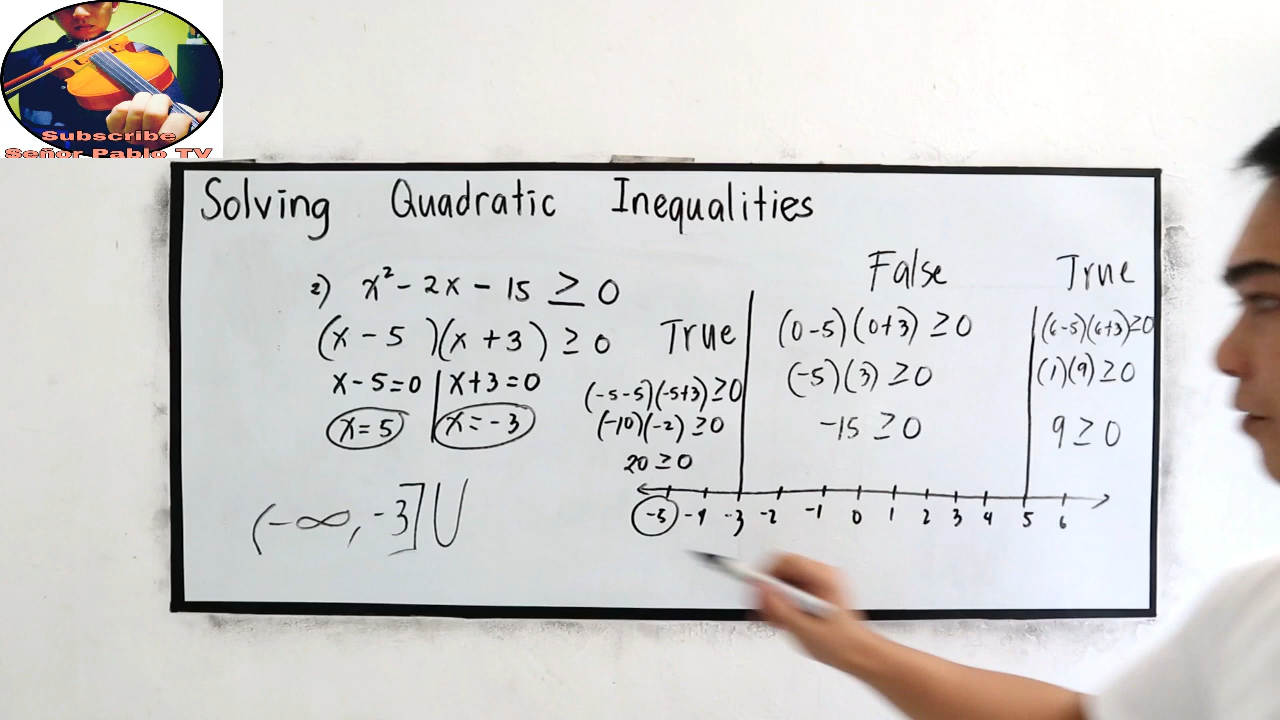 Subscribe
Señor Pablo TV
Solving Quadratic Inequalities
2) x² - 2x - 15 ≥ 0
(x - 5 )(x + 3) ≥ 0
x - 5 = 0 | x + 3 = 0
x = 5 | x = -3
(-∞, -3] U
True
(-5-5)(-5+3) ≥ 0
(-10)(-2) ≥ 0
20 ≥ 0
False
(0-5)(0+3) ≥ 0
(-5)(3) ≥ 0
-15 ≥ 0
True
(6-5)(6+3) ≥ 0
(1)(9) ≥ 0
9 ≥ 0
-5 -4 -3 -2 -1 0 1 2 3 4 5 6